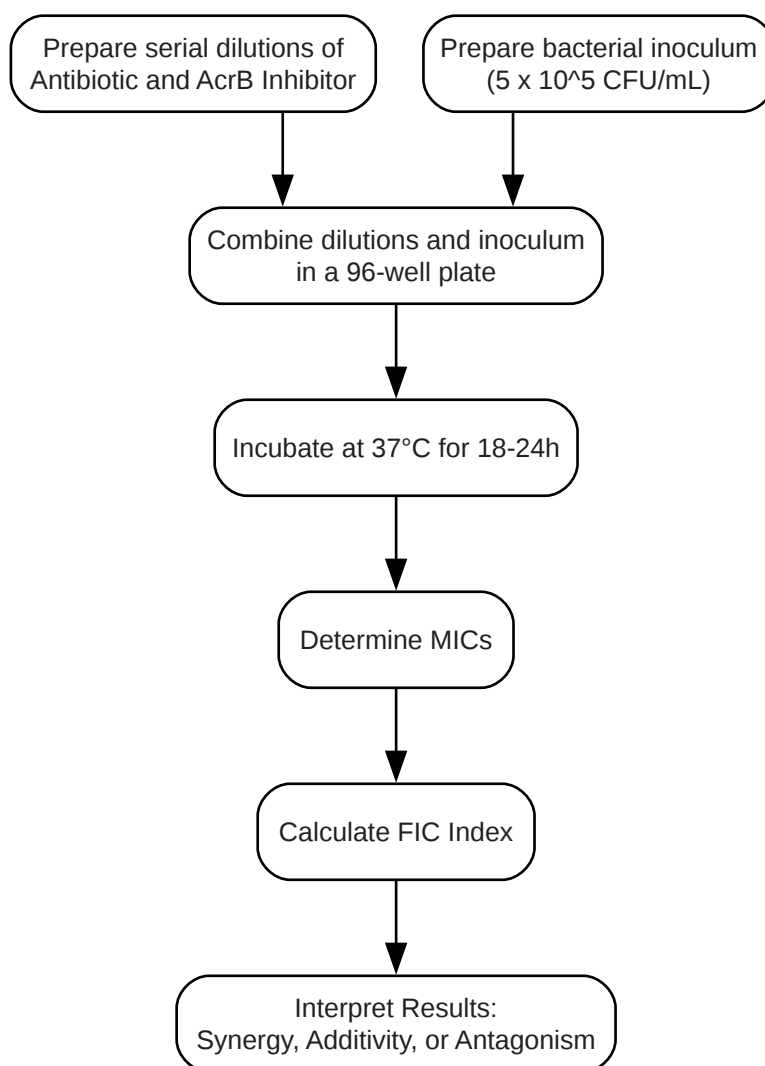 Prepare serial dilutions of
Antibiotic and AcrB Inhibitor
Prepare bacterial inoculum
(5 x 10^5 CFU/mL)
Combine dilutions and inoculum
in a 96-well plate
Incubate at 37°C for 18-24h
Determine MICs
Calculate FIC Index
Interpret Results:
Synergy, Additivity, or Antagonism